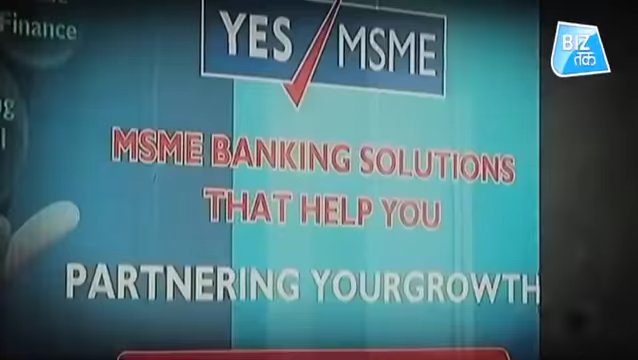 Finance
YES MSME
BIZ
तक
MSME BANKING SOLUTIONS
THAT HELP YOU
PARTNERING YOURGROWTH